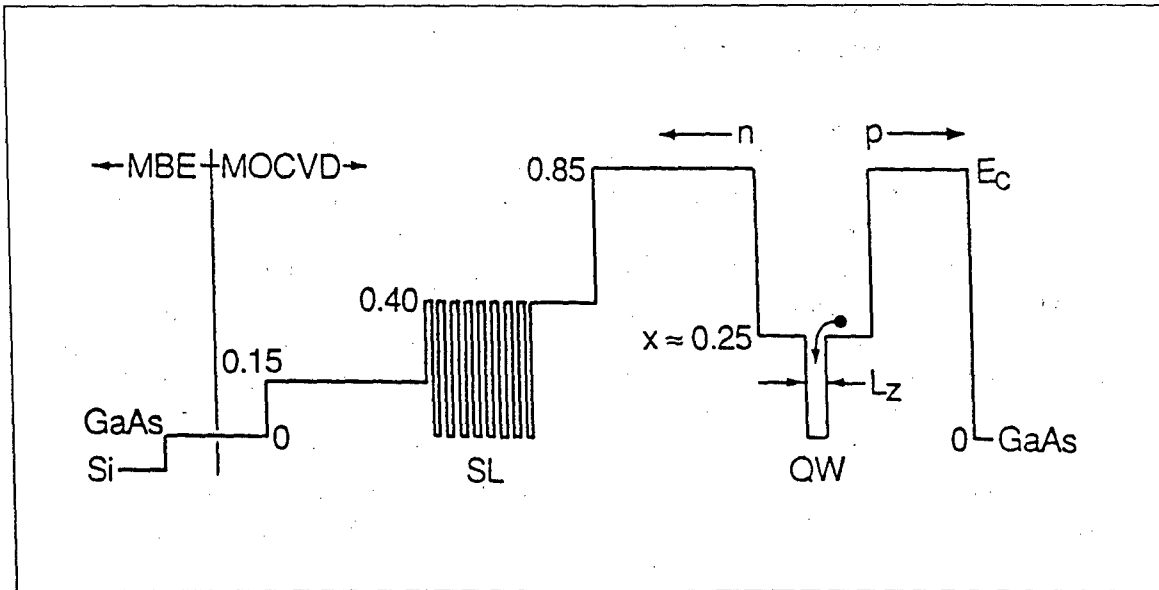 n
p
MBE
MOCVD
0.85
E_C
0.40
x ≈ 0.25
0.15
L_Z
GaAs
0
0
GaAs
Si
SL
QW